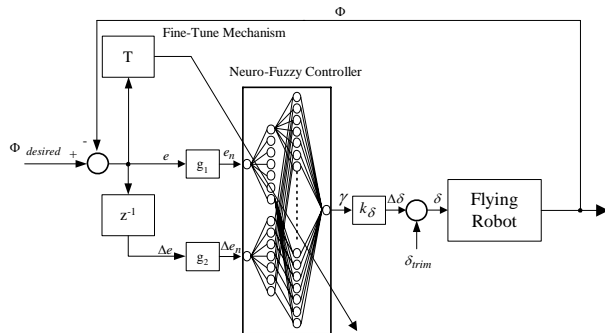 Φ
Fine-Tune Mechanism
T
Neuro-Fuzzy Controller
-
Φ desired
+
e
g1
en
z-1
Δe
g2
Δen
γ
kδ
Δδ
δ
Flying
Robot
δtrim